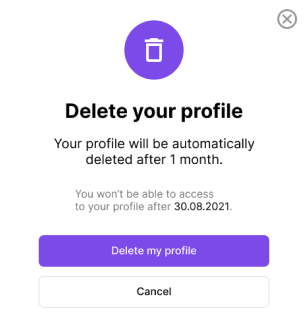 Delete your profile
Your profile will be automatically
deleted after 1 month.
You won't be able to access
to your profile after 30.08.2021.
Delete my profile
Cancel